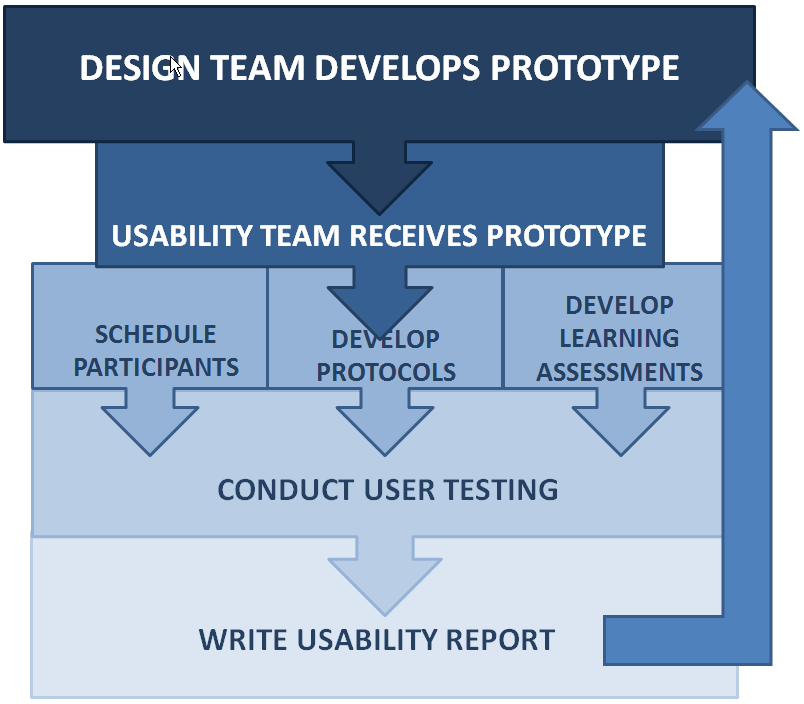 DESIGN TEAM DEVELOPS PROTOTYPE
USABILITY TEAM RECEIVES PROTOTYPE
SCHEDULE
PARTICIPANTS
DEVELOP
PROTOCOLS
DEVELOP
LEARNING
ASSESSMENTS
CONDUCT USER TESTING
WRITE USABILITY REPORT